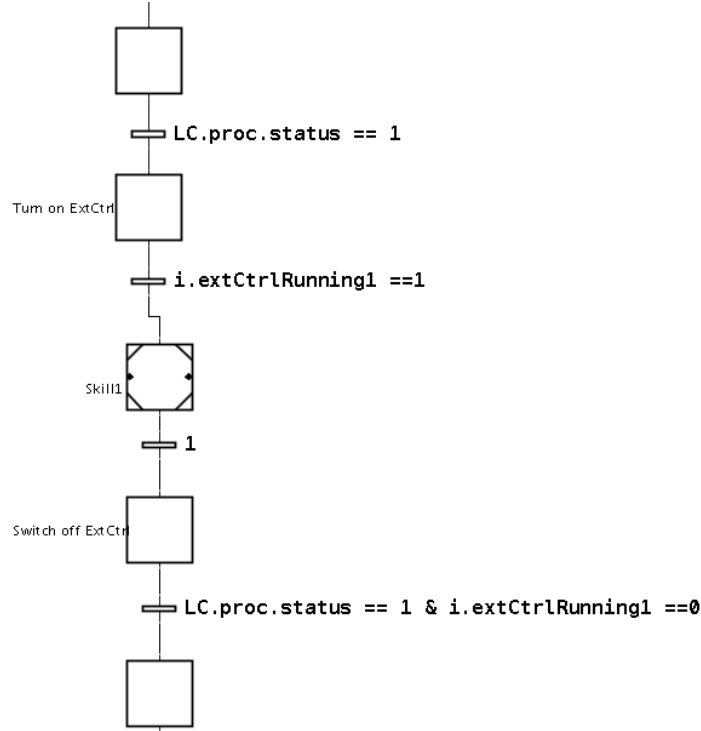 LC.proc.status == 1
Turn on ExtCtrl
i.extCtrlRunning1 ==1
Skill1
1
Switch off ExtCtrl
LC.proc.status == 1 & i.extCtrlRunning1 ==0